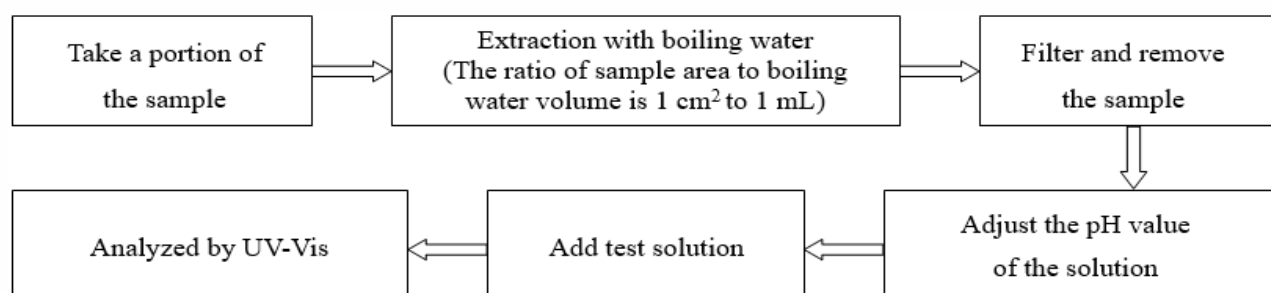 Take a portion of
the sample
Extraction with boiling water
(The ratio of sample area to boiling
water volume is 1 cm² to 1 mL)
Filter and remove
the sample
Adjust the pH value
of the solution
Add test solution
Analyzed by UV-Vis